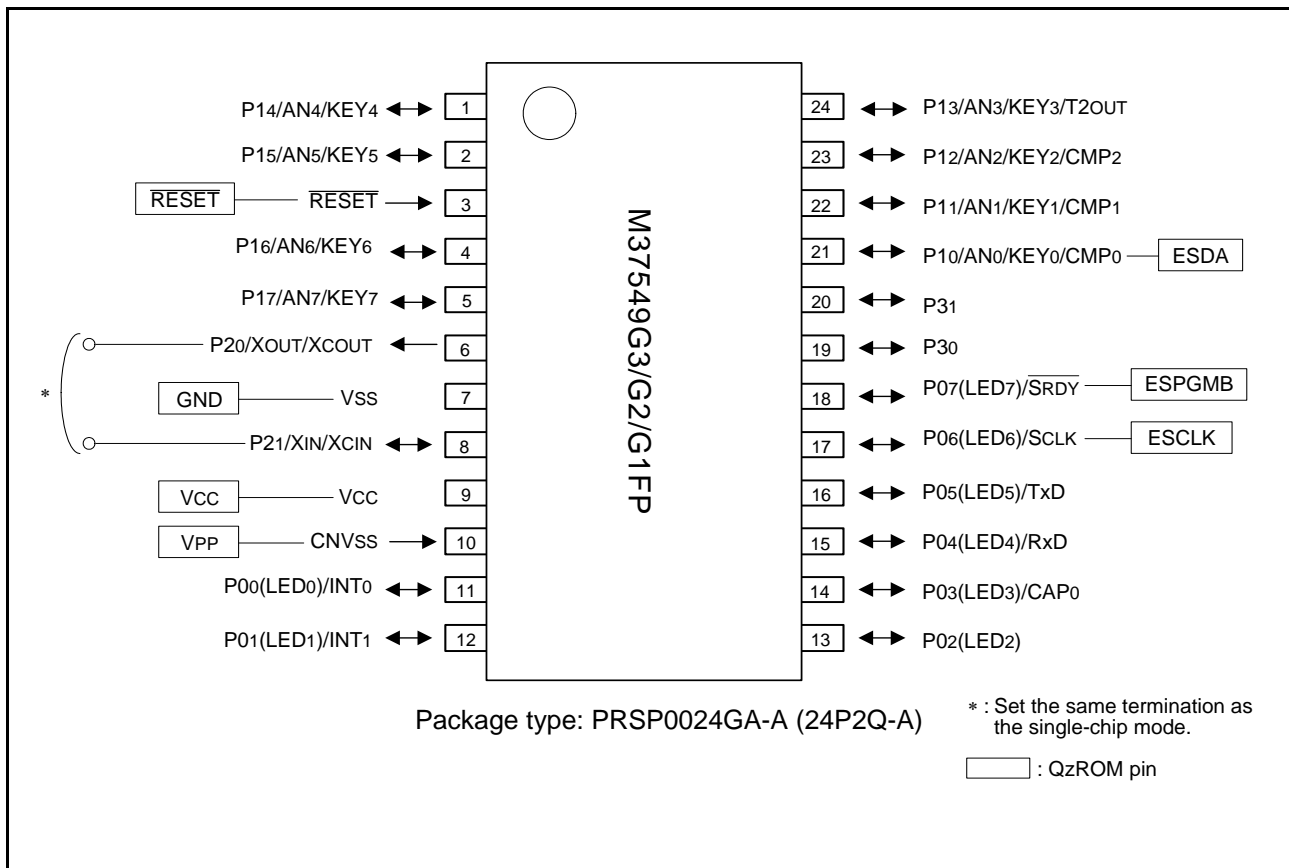 P14/AN4/KEY4 1 24 P13/AN3/KEY3/T2OUT
P15/AN5/KEY5 2 23 P12/AN2/KEY2/CMP2
RESET RESET 3 22 P11/AN1/KEY1/CMP1
P16/AN6/KEY6 4 21 P10/AN0/KEY0/CMP0 ESDA
P17/AN7/KEY7 5 20 P31
P20/XOUT/XCOUT 6 19 P30
* GND VSS 7 18 P07(LED7)/SRDY ESPGMB
P21/XIN/XCIN 8 17 P06(LED6)/SCLK ESCLK
VCC VCC 9 16 P05(LED5)/TxD
VPP CNVSS 10 15 P04(LED4)/RxD
P00(LED0)/INT0 11 14 P03(LED3)/CAP0
P01(LED1)/INT1 12 13 P02(LED2)
M37549G3/G2/G1FP
Package type: PRSP0024GA-A (24P2Q-A)
* : Set the same termination as
the single-chip mode.
: QzROM pin